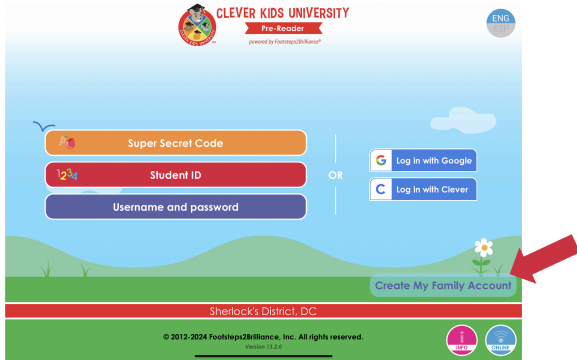 CLEVER KIDS UNIVERSITY
Pre-Reader
powered by Footsteps2Brilliance®
ENG
ESP
Super Secret Code
1234 Student ID
Username and password
OR
G Log in with Google
C Log in with Clever
Create My Family Account
Sherlock's District, DC
© 2012-2024 Footsteps2Brilliance, Inc. All rights reserved.
Version 13.2.0
INFO
ONLINE